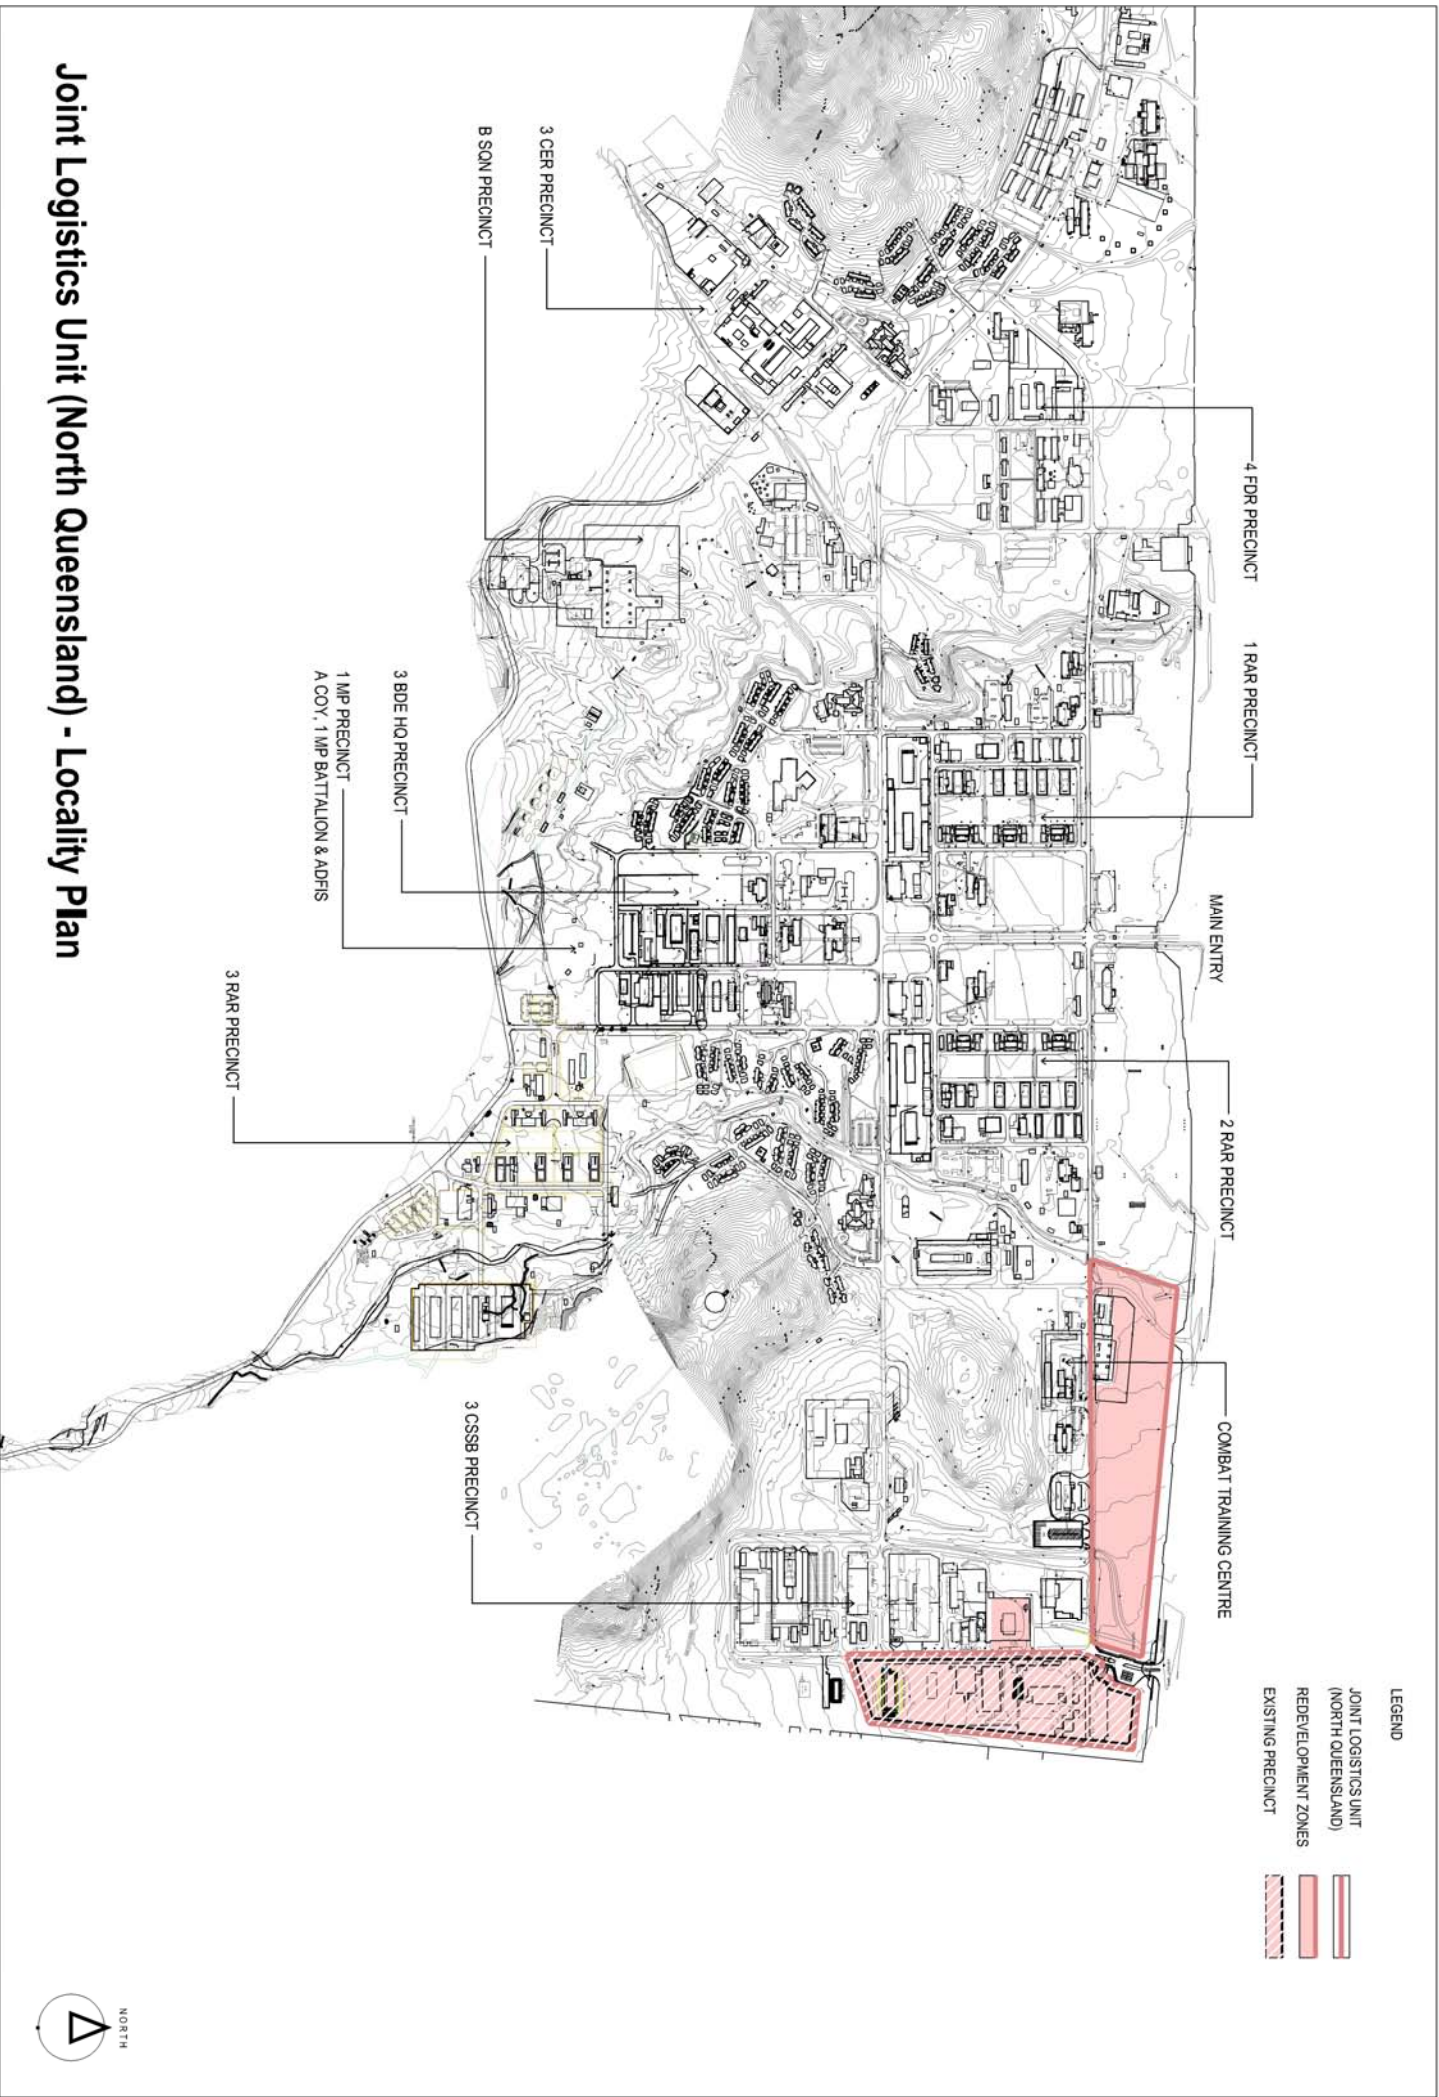 4 FDR PRECINCT
1 RAR PRECINCT
MAIN ENTRY
2 RAR PRECINCT
COMBAT TRAINING CENTRE
LEGEND
JOINT LOGISTICS UNIT
(NORTH QUEENSLAND)
REDEVELOPMENT ZONES
EXISTING PRECINCT
3 CER PRECINCT
B SQN PRECINCT
3 BDE HQ PRECINCT
1 MP PRECINCT
A COY, 1 MP BATTALION & ADFIS
3 RAR PRECINCT
3 CSSB PRECINCT
Joint Logistics Unit (North Queensland) - Locality Plan
NORTH